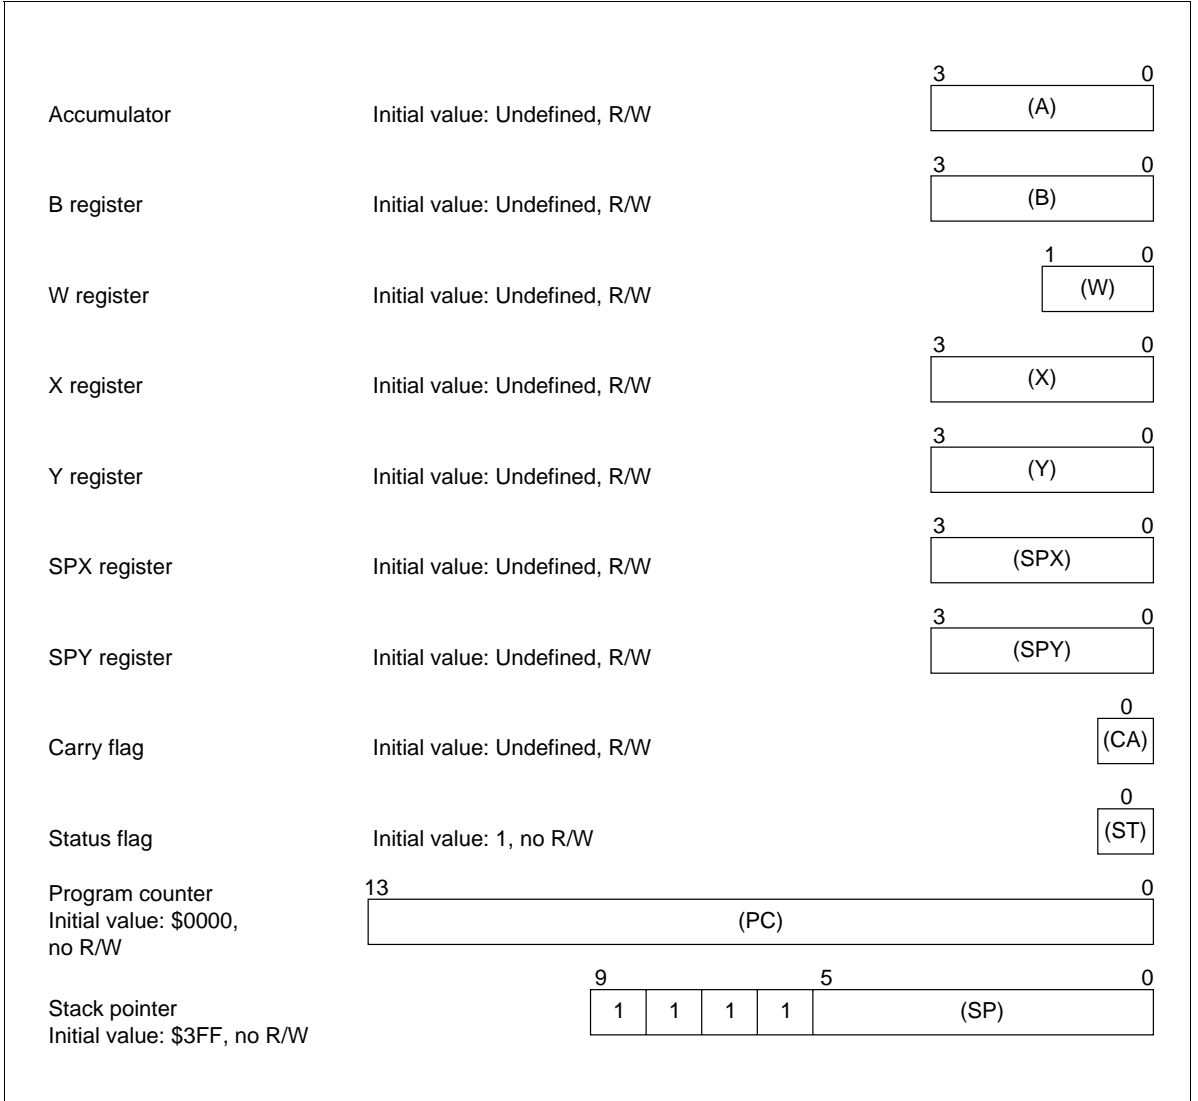 3 0
Accumulator Initial value: Undefined, R/W (A)
3 0
B register Initial value: Undefined, R/W (B)
1 0
W register Initial value: Undefined, R/W (W)
3 0
X register Initial value: Undefined, R/W (X)
3 0
Y register Initial value: Undefined, R/W (Y)
3 0
SPX register Initial value: Undefined, R/W (SPX)
3 0
SPY register Initial value: Undefined, R/W (SPY)
0
Carry flag Initial value: Undefined, R/W (CA)
0
Status flag Initial value: 1, no R/W (ST)
Program counter 13 0
Initial value: $0000, (PC)
no R/W
9 5 0
Stack pointer 1 1 1 1 (SP)
Initial value: $3FF, no R/W